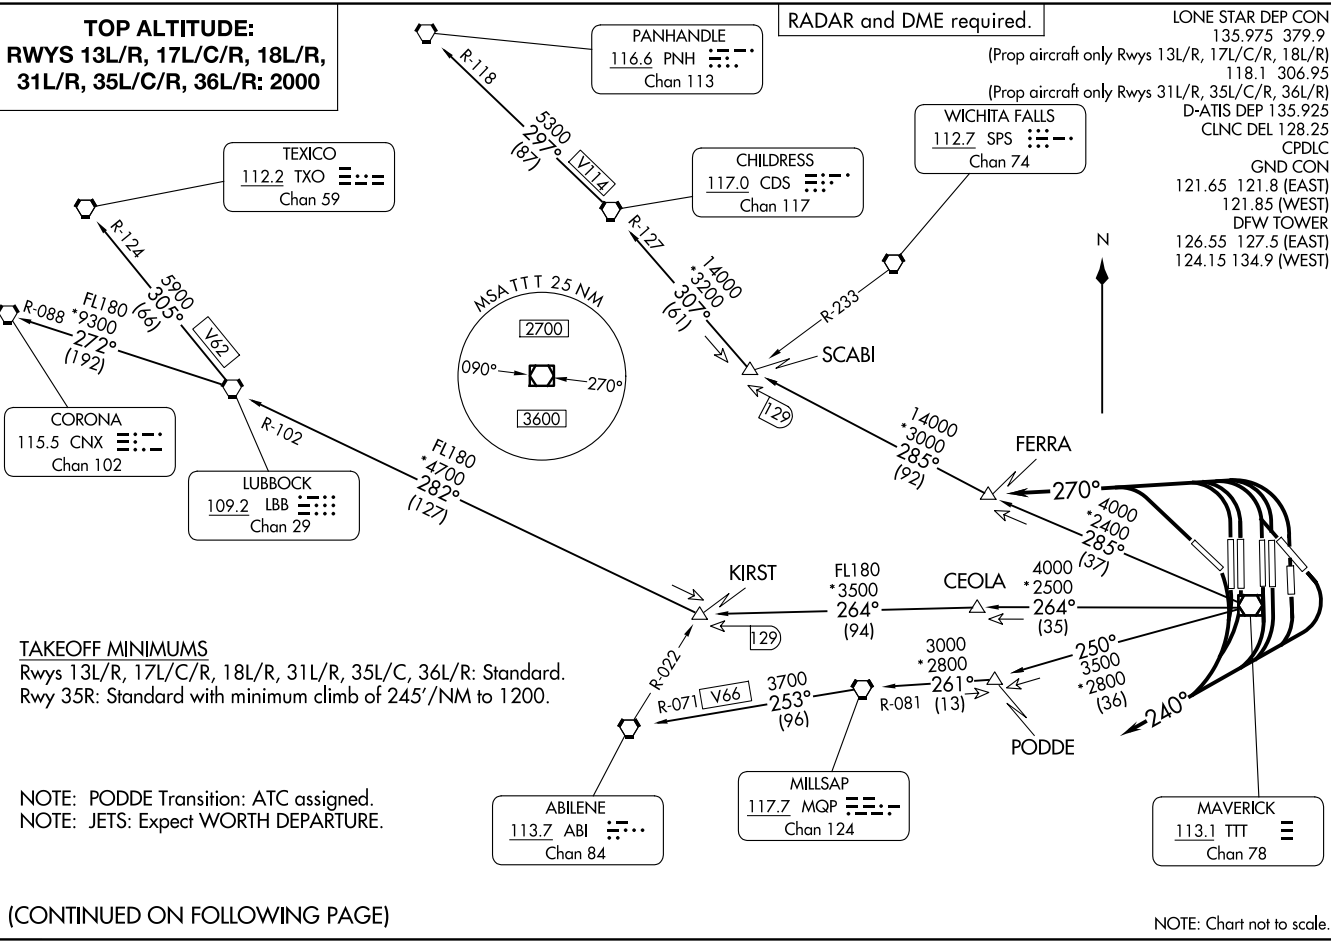 TOP ALTITUDE:
RWYS 13L/R, 17L/C/R, 18L/R,
31L/R, 35L/C/R, 36L/R: 2000
RADAR and DME required.
LONE STAR DEP CON
135.975 379.9
(Prop aircraft only Rwys 13L/R, 17L/C/R, 18L/R)
118.1 306.95
(Prop aircraft only Rwys 31L/R, 35L/C/R, 36L/R)
D-ATIS DEP 135.925
CLNC DEL 128.25
CPDLC
GND CON
121.65 121.8 (EAST)
121.85 (WEST)
DFW TOWER
126.55 127.5 (EAST)
124.15 134.9 (WEST)
PANHANDLE
116.6 PNH
Chan 113
WICHITA FALLS
112.7 SPS
Chan 74
TEXICO
112.2 TXO
Chan 59
CHILDRESS
117.0 CDS
Chan 117
R-118
5300
297°
(87)
V114
R-127
14000
*3200
307°
(61)
R-233
SCABI
129
N
R-124
5900
305°
(66)
V62
R-088
FL180
*9300
272°
(192)
MSA TTT 25 NM
2700
090°
270°
3600
CORONA
115.5 CNX
Chan 102
LUBBOCK
109.2 LBB
Chan 29
R-102
FL180
*4700
282°
(127)
14000
*3000
285°
(92)
FERRA
270°
4000
*2400
285°
(37)
KIRST
129
FL180
*3500
264°
(94)
CEOLA
4000
*2500
264°
(35)
R-022
R-071
V66
3700
253°
(96)
R-081
3000
*2800
261°
(13)
250°
3500
*2800
(36)
240°
PODDE
TAKEOFF MINIMUMS
Rwys 13L/R, 17L/C/R, 18L/R, 31L/R, 35L/C, 36L/R: Standard.
Rwy 35R: Standard with minimum climb of 245'/NM to 1200.
NOTE: PODDE Transition: ATC assigned.
NOTE: JETS: Expect WORTH DEPARTURE.
ABILENE
113.7 ABI
Chan 84
MILLSAP
117.7 MQP
Chan 124
MAVERICK
113.1 TTT
Chan 78
(CONTINUED ON FOLLOWING PAGE)
NOTE: Chart not to scale.